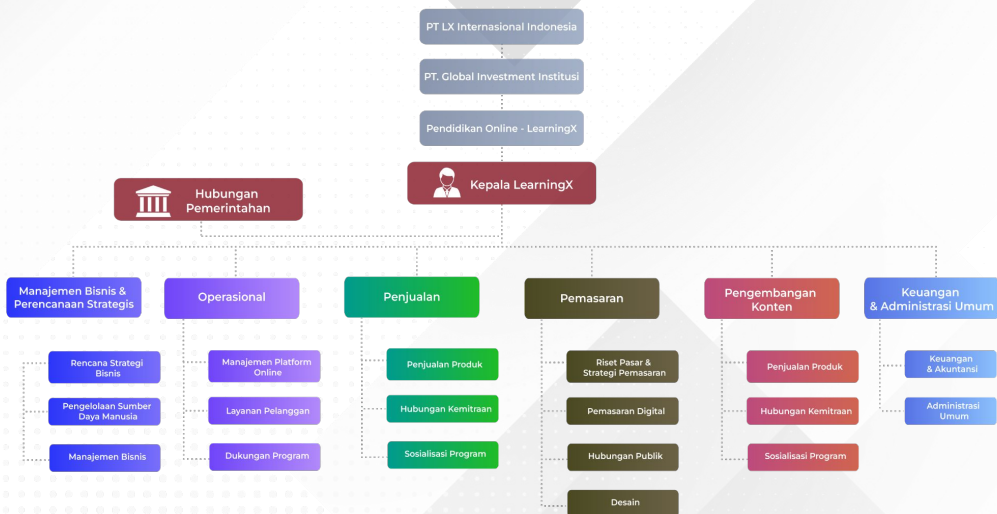 PT LX Internasional Indonesia
PT. Global Investment Institusi
Pendidikan Online - LearningX
Kepala LearningX
Hubungan
Pemerintahan
Manajemen Bisnis &
Perencanaan Strategis
Operasional
Penjualan
Pemasaran
Pengembangan
Konten
Keuangan
& Administrasi Umum
Rencana Strategi
Bisnis
Pengelolaan Sumber
Daya Manusia
Manajemen Bisnis
Manajemen Platform
Online
Layanan Pelanggan
Dukungan Program
Penjualan Produk
Hubungan Kemitraan
Sosialisasi Program
Riset Pasar &
Strategi Pemasaran
Pemasaran Digital
Hubungan Publik
Desain
Penjualan Produk
Hubungan Kemitraan
Sosialisasi Program
Keuangan
& Akuntansi
Administrasi
Umum